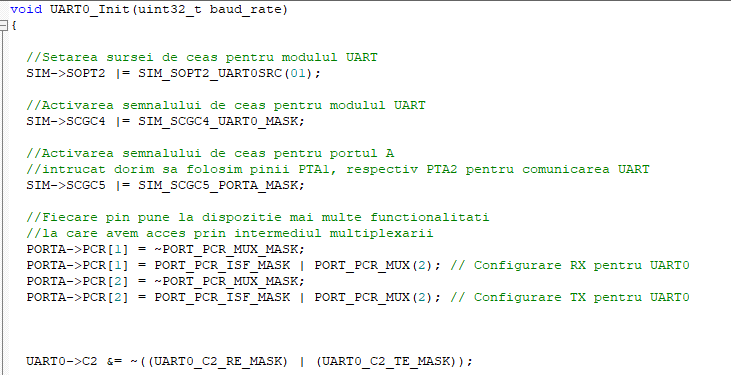 void UART0_Init(uint32_t baud_rate)
{
//Setarea sursei de ceas pentru modulul UART
SIM->SOPT2 |= SIM_SOPT2_UART0SRC(01);
//Activarea semnalului de ceas pentru modulul UART
SIM->SCGC4 |= SIM_SCGC4_UART0_MASK;
//Activarea semnalului de ceas pentru portul A
//intrucat dorim sa folosim pinii PTA1, respectiv PTA2 pentru comunicarea UART
SIM->SCGC5 |= SIM_SCGC5_PORTA_MASK;
//Fiecare pin pune la dispozitie mai multe functionalitati
//la care avem acces prin intermediul multiplexarii
PORTA->PCR[1] = ~PORT_PCR_MUX_MASK;
PORTA->PCR[1] = PORT_PCR_ISF_MASK | PORT_PCR_MUX(2); // Configurare RX pentru UART0
PORTA->PCR[2] = ~PORT_PCR_MUX_MASK;
PORTA->PCR[2] = PORT_PCR_ISF_MASK | PORT_PCR_MUX(2); // Configurare TX pentru UART0
UART0->C2 &= ~((UART0_C2_RE_MASK) | (UART0_C2_TE_MASK));